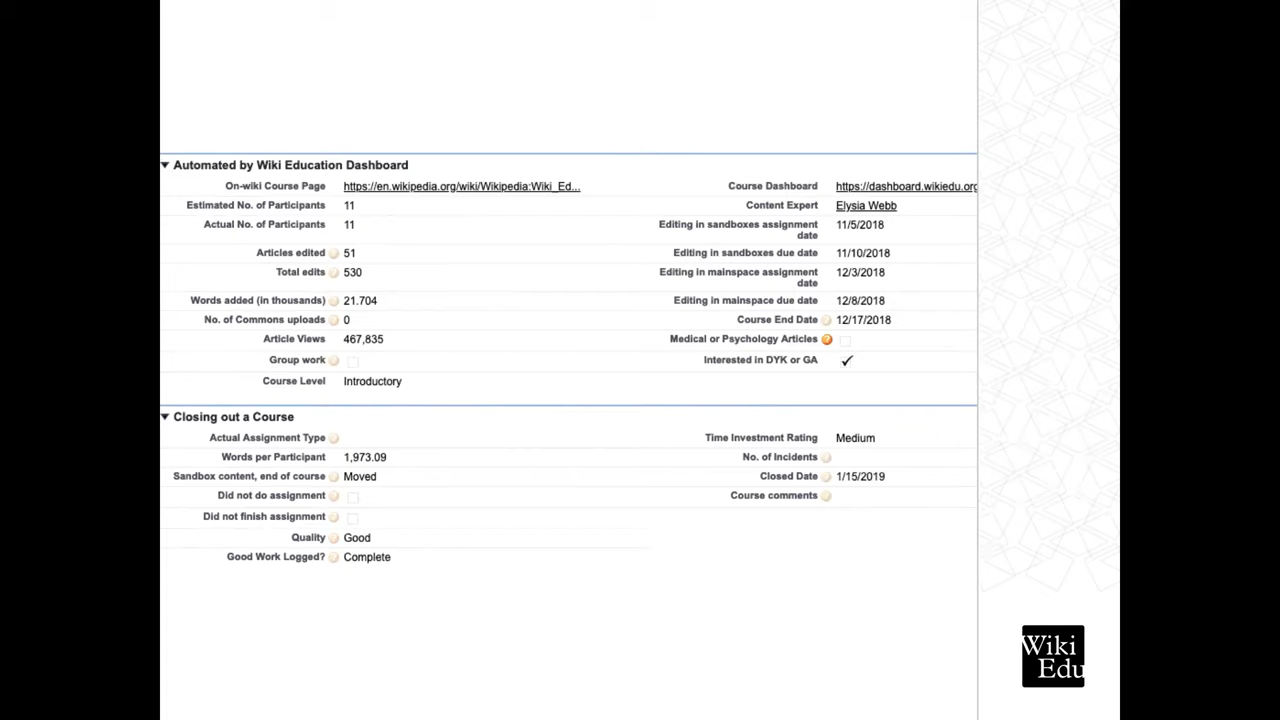 Automated by Wiki Education Dashboard
On-wiki Course Page https://en.wikipedia.org/wiki/Wikipedia:Wiki_Ed... Course Dashboard https://dashboard.wikiedu.org
Estimated No. of Participants 11 Content Expert Elysia Webb
Actual No. of Participants 11 Editing in sandboxes assignment
date 11/5/2018
Articles edited 51 Editing in sandboxes due date 11/10/2018
Total edits 530 Editing in mainspace assignment
date 12/3/2018
Words added (in thousands) 21.704 Editing in mainspace due date 12/8/2018
No. of Commons uploads 0 Course End Date 12/17/2018
Article Views 467,835 Medical or Psychology Articles
Group work Interested in DYK or GA
Course Level Introductory
Closing out a Course
Actual Assignment Type Time Investment Rating Medium
Words per Participant 1,973.09 No. of Incidents
Sandbox content, end of course Moved Closed Date 1/15/2019
Did not do assignment Course comments
Did not finish assignment
Quality Good
Good Work Logged? Complete
Wiki
Edu